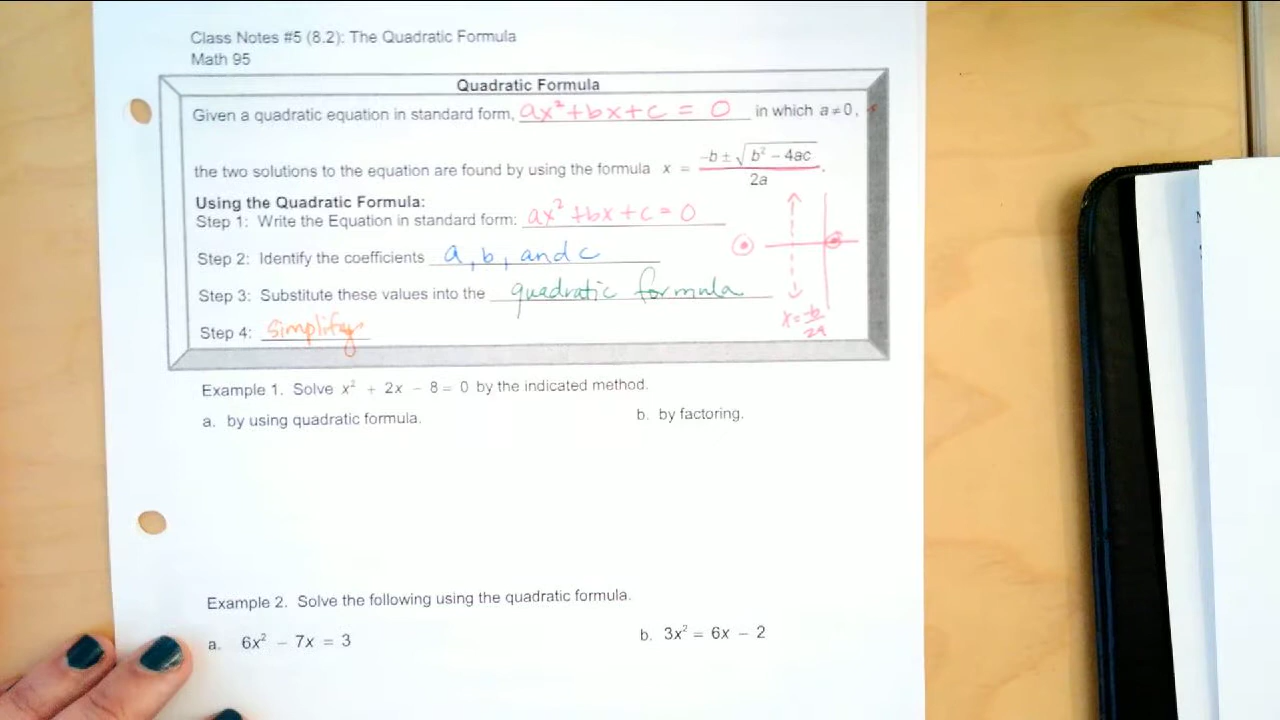 Class Notes #5 (8.2): The Quadratic Formula
Math 95
Quadratic Formula
Given a quadratic equation in standard form, ax² + bx + c = 0 in which a ≠ 0,
the two solutions to the equation are found by using the formula x = (-b ± √(b² - 4ac)) / 2a.
Using the Quadratic Formula:
Step 1: Write the Equation in standard form: ax² + bx + c = 0
Step 2: Identify the coefficients a, b, and c
Step 3: Substitute these values into the quadratic formula
x = -b/2a
Step 4: Simplify
Example 1. Solve x² + 2x - 8 = 0 by the indicated method.
a. by using quadratic formula.
b. by factoring.
Example 2. Solve the following using the quadratic formula.
a. 6x² - 7x = 3
b. 3x² = 6x - 2